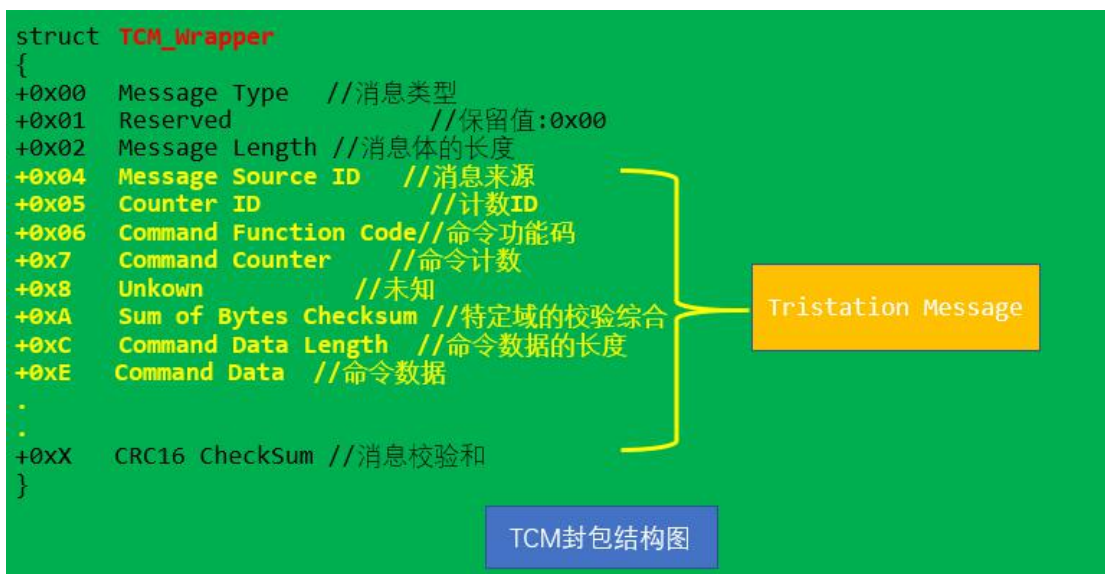 struct TCM_Wrapper
{
+0x00 Message Type //消息类型
+0x01 Reserved //保留值:0x00
+0x02 Message Length //消息体的长度
+0x04 Message Source ID //消息来源
+0x05 Counter ID //计数ID
+0x06 Command Function Code//命令功能码
+0x7 Command Counter //命令计数
+0x8 Unkown //未知
+0xA Sum of Bytes Checksum //特定域的校验综合
+0xC Command Data Length //命令数据的长度
+0xE Command Data //命令数据
.
.
+0xX CRC16 CheckSum //消息校验和
}
Tristation Message
TCM封包结构图